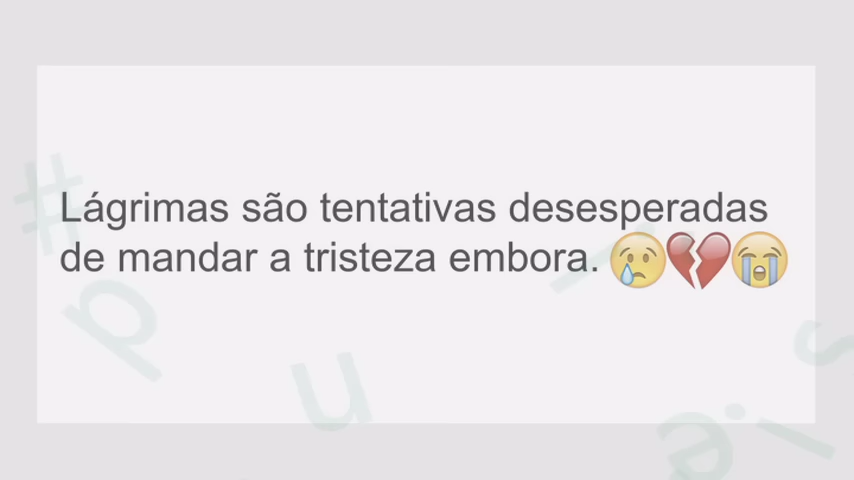 Lágrimas são tentativas desesperadas
de mandar a tristeza embora. 😢💔😭